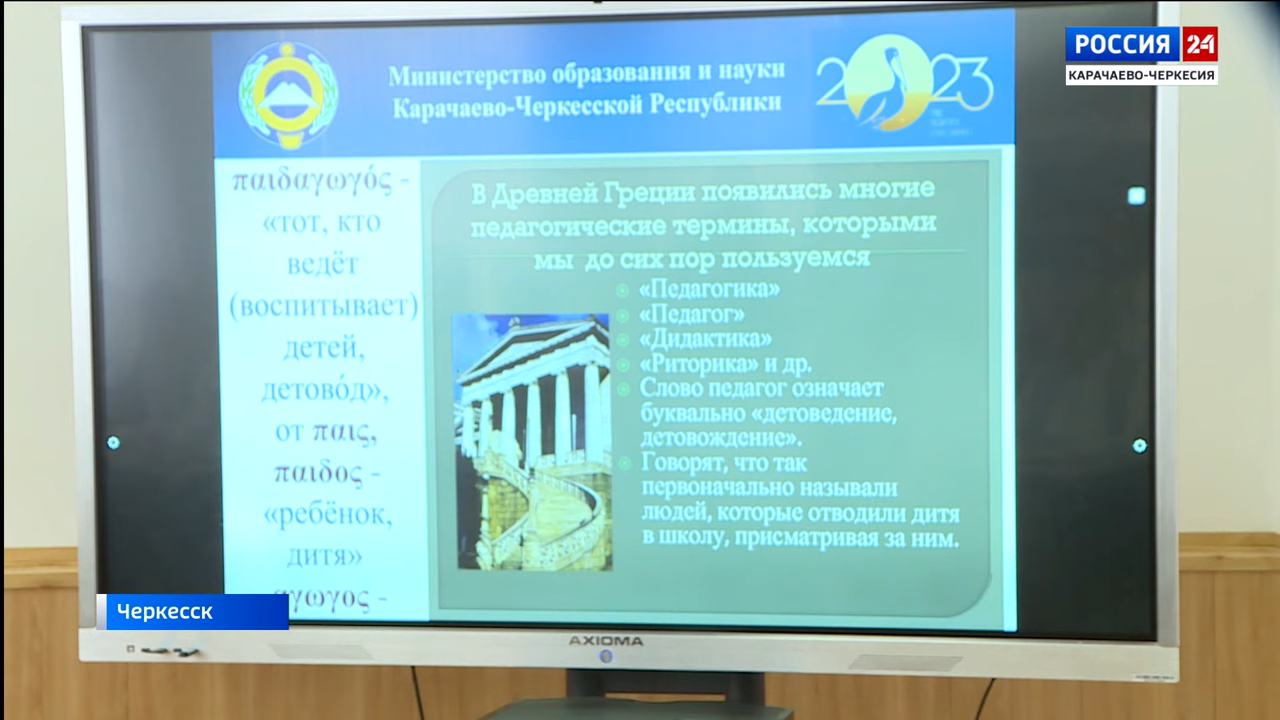 РОССИЯ 24
КАРАЧАЕВО-ЧЕРКЕСИЯ
Министерство образования и науки
Карачаево-Черкесской Республики
2023
παιδαγωγός -
«тот, кто
ведёт
(воспитывает)
детей,
детово́д»,
от παις,
παιδος -
«ребёнок,
дитя»
αγωγος -
В Древней Греции появились многие
педагогические термины, которыми
мы до сих пор пользуемся
«Педагогика»
«Педагог»
«Дидактика»
«Риторика» и др.
Слово педагог означает
буквально «детоведение,
детовождение».
Говорят, что так
первоначально называли
людей, которые отводили дитя
в школу, присматривая за ним.
Черкесск
AXIOMA